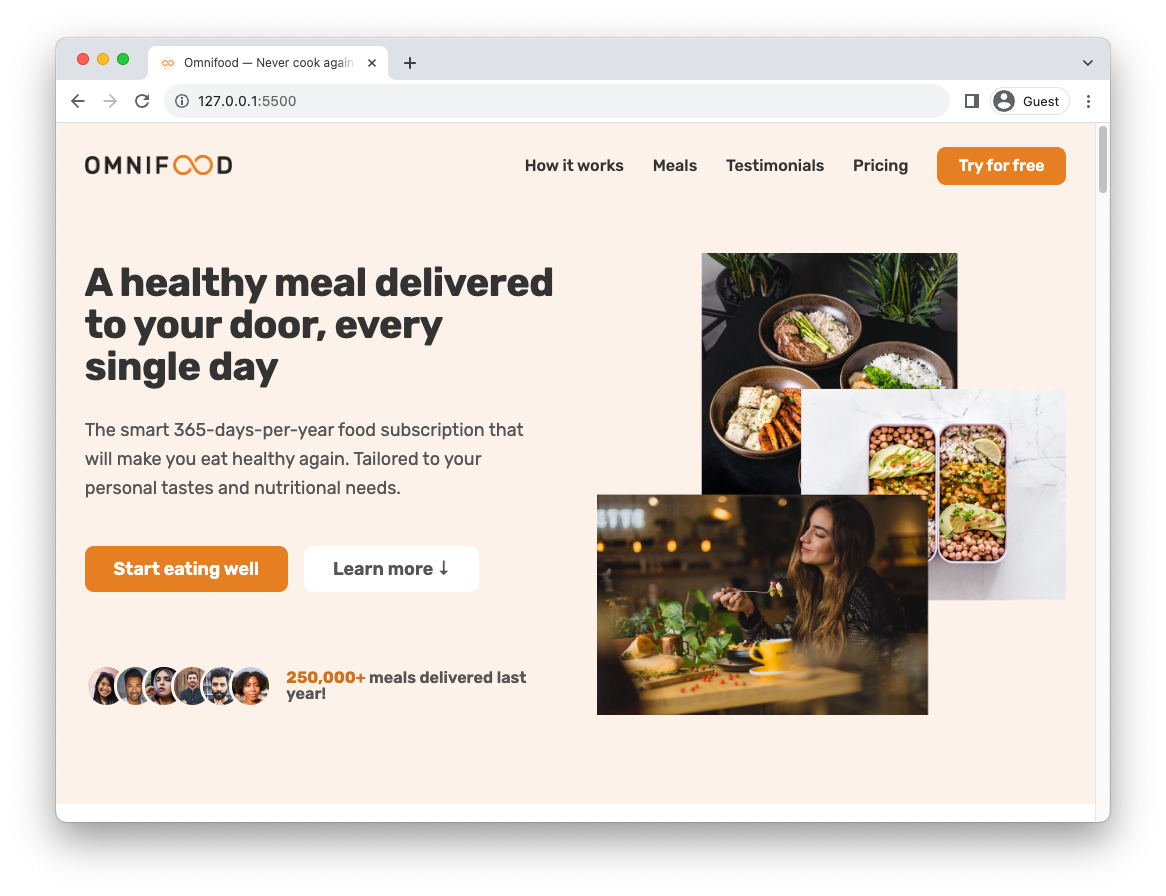 Omnifood — Never cook again
127.0.0.1:5500
Guest
OMNIFOOD
How it works
Meals
Testimonials
Pricing
Try for free
A healthy meal delivered
to your door, every
single day
The smart 365-days-per-year food subscription that
will make you eat healthy again. Tailored to your
personal tastes and nutritional needs.
Start eating well
Learn more ↓
250,000+ meals delivered last
year!